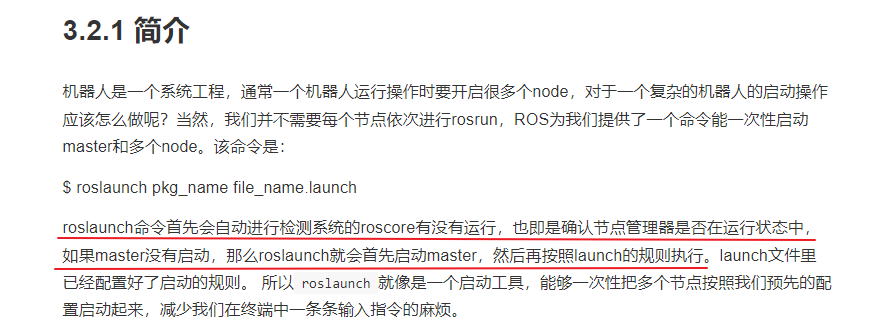 3.2.1 简介
机器人是一个系统工程，通常一个机器人运行操作时要开启很多个node，对于一个复杂的机器人的启动操作
应该怎么做呢？当然，我们并不需要每个节点依次进行rosrun，ROS为我们提供了一个命令能一次性启动
master和多个node。该命令是：
$ roslaunch pkg_name file_name.launch
roslaunch命令首先会自动进行检测系统的roscore有没有运行，也即是确认节点管理器是否在运行状态中，
如果master没有启动，那么roslaunch就会首先启动master，然后再按照launch的规则执行。launch文件里
已经配置好了启动的规则。 所以 roslaunch 就像是一个启动工具，能够一次性把多个节点按照我们预先的配
置启动起来，减少我们在终端中一条条输入指令的麻烦。